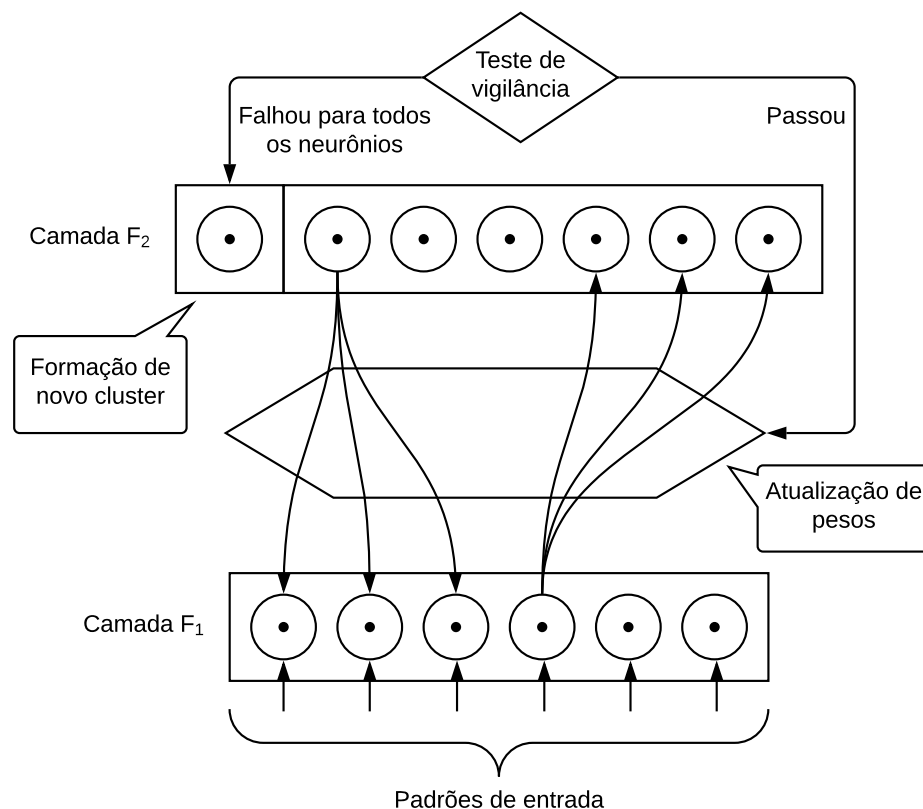 Teste de
vigilância
Falhou para todos
os neurônios
Passou
Camada F₂
Formação de
novo cluster
Atualização de
pesos
Camada F₁
Padrões de entrada